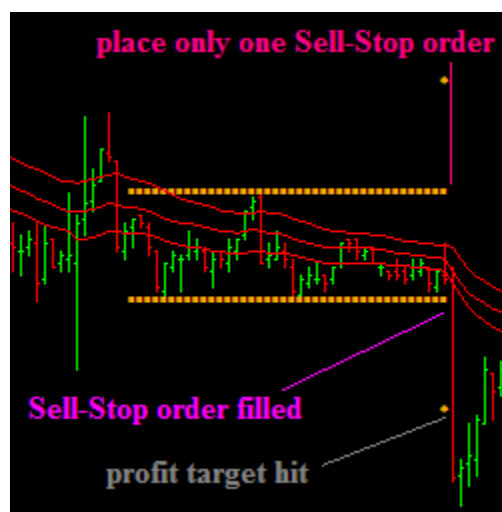 place only one Sell-Stop order
Sell-Stop order filled
profit target hit